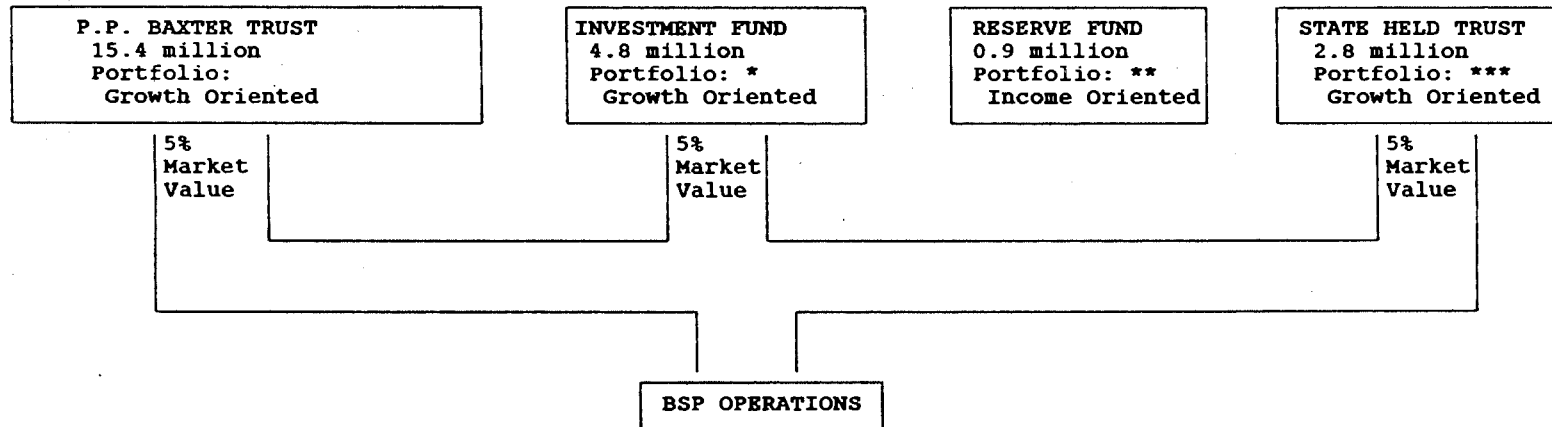 P.P. BAXTER TRUST
15.4 million
Portfolio:
Growth Oriented
INVESTMENT FUND
4.8 million
Portfolio: *
Growth Oriented
RESERVE FUND
0.9 million
Portfolio: **
Income Oriented
STATE HELD TRUST
2.8 million
Portfolio: ***
Growth Oriented
5%
Market
Value
5%
Market
Value
5%
Market
Value
BSP OPERATIONS